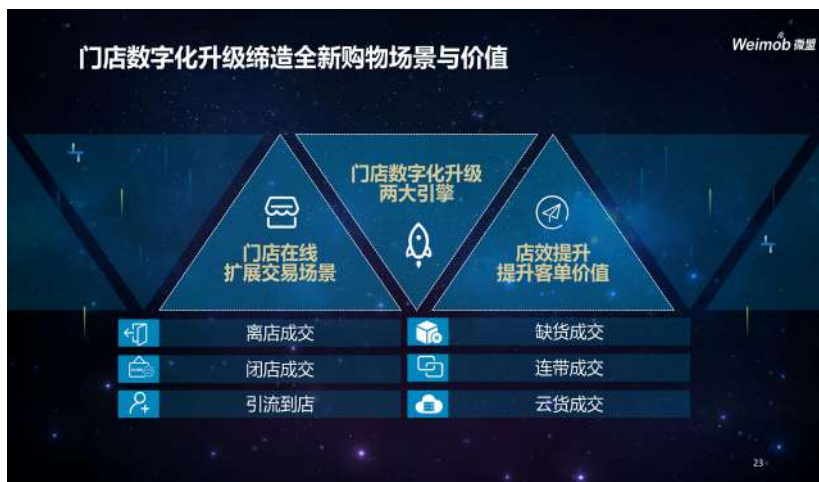 门店数字化升级缔造全新购物场景与价值
Weimob 微盟
门店数字化升级
两大引擎
门店在线
扩展交易场景
店效提升
提升客单价值
离店成交
缺货成交
闭店成交
连带成交
引流到店
云货成交
23